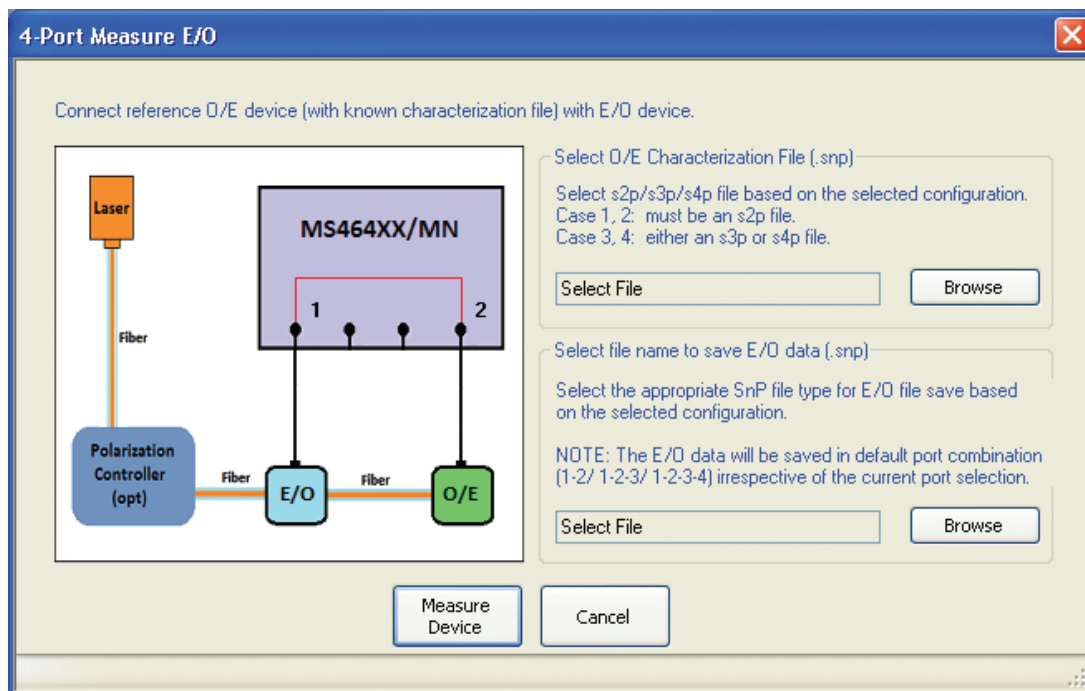 4-Port Measure E/O
Connect reference O/E device (with known characterization file) with E/O device.
Laser
MS464XX/MN
1
2
Fiber
Polarization
Controller
(opt)
Fiber
E/O
Fiber
O/E
Select O/E Characterization File (.snp)
Select s2p/s3p/s4p file based on the selected configuration.
Case 1, 2: must be an s2p file.
Case 3, 4: either an s3p or s4p file.
Select File
Browse
Select file name to save E/O data (.snp)
Select the appropriate SnP file type for E/O file save based
on the selected configuration.
NOTE: The E/O data will be saved in default port combination
(1-2/ 1-2-3/ 1-2-3-4) irrespective of the current port selection.
Select File
Browse
Measure
Device
Cancel